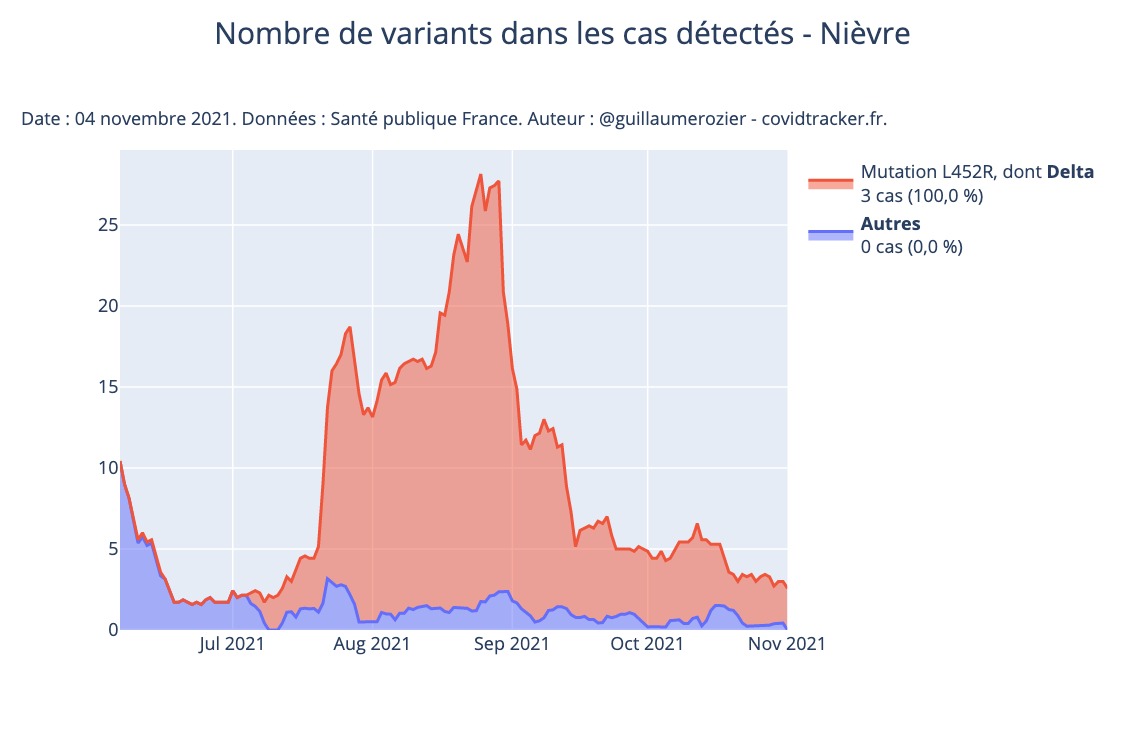 Nombre de variants dans les cas détectés - Nièvre
Date : 04 novembre 2021. Données : Santé publique France. Auteur : @guillaumerozier - covidtracker.fr.
Mutation L452R, dont Delta
3 cas (100,0 %)
Autres
0 cas (0,0 %)
25
20
15
10
5
0
Jul 2021
Aug 2021
Sep 2021
Oct 2021
Nov 2021